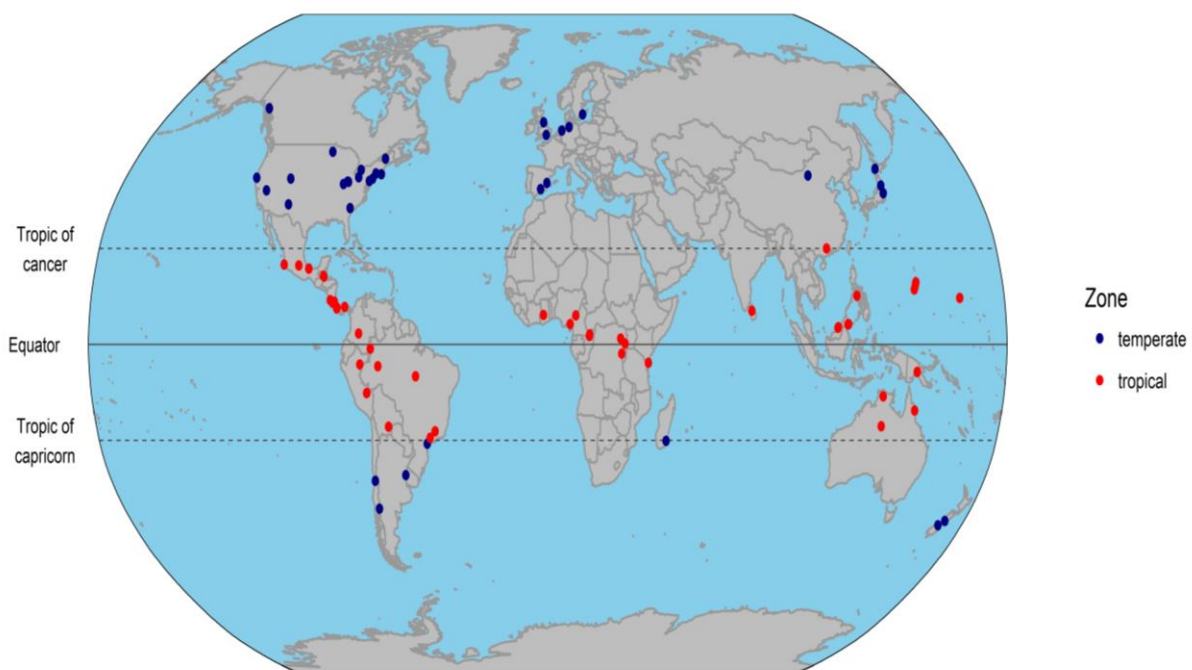 Tropic of
cancer
Equator
Tropic of
capricorn
Zone
temperate
tropical